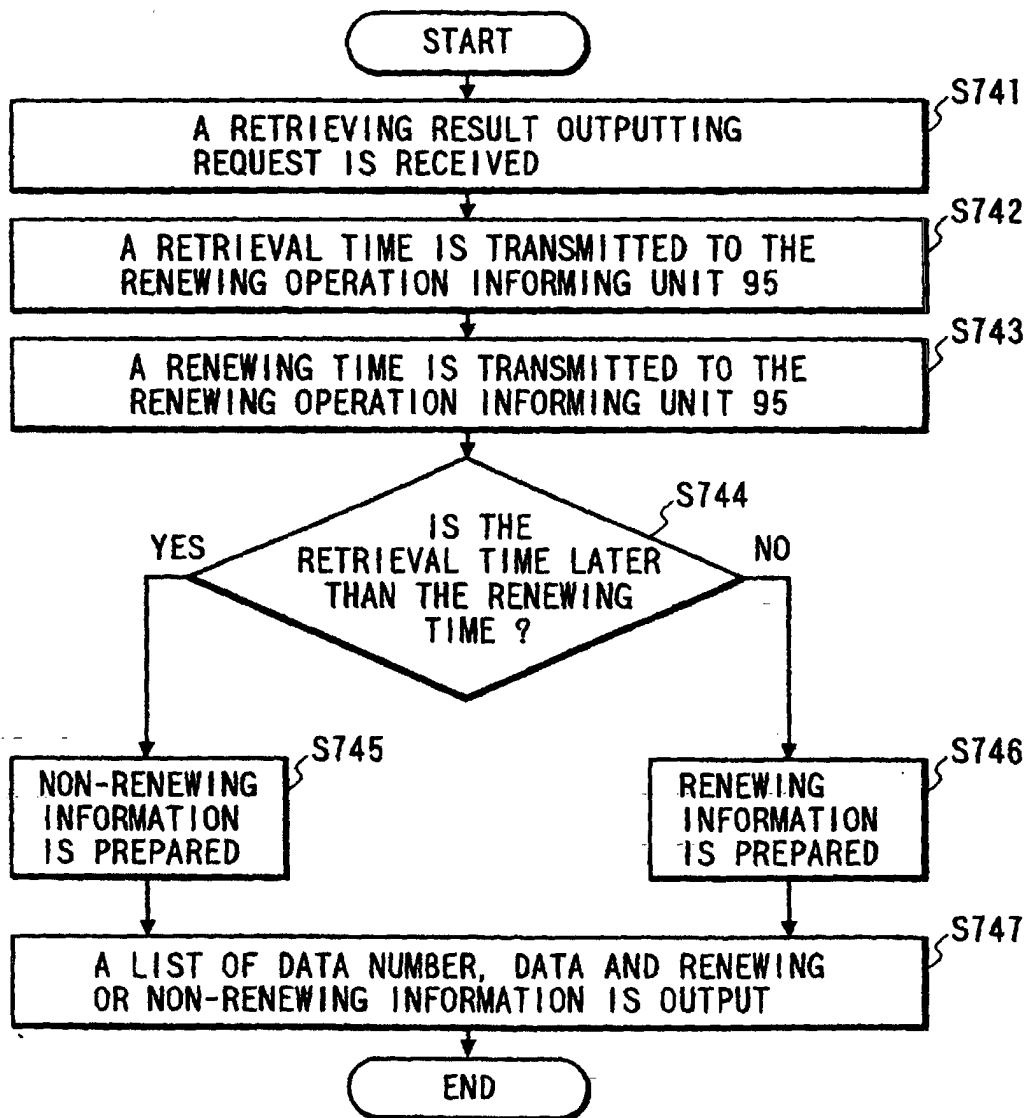 START
S741
A RETRIEVING RESULT OUTPUTTING
REQUEST IS RECEIVED
S742
A RETRIEVAL TIME IS TRANSMITTED TO THE
RENEWING OPERATION INFORMING UNIT 95
S743
A RENEWING TIME IS TRANSMITTED TO THE
RENEWING OPERATION INFORMING UNIT 95
S744
IS THE
RETRIEVAL TIME LATER
THAN THE RENEWING
TIME ?
YES
NO
S745
NON-RENEWING
INFORMATION
IS PREPARED
S746
RENEWING
INFORMATION
IS PREPARED
S747
A LIST OF DATA NUMBER, DATA AND RENEWING
OR NON-RENEWING INFORMATION IS OUTPUT
END